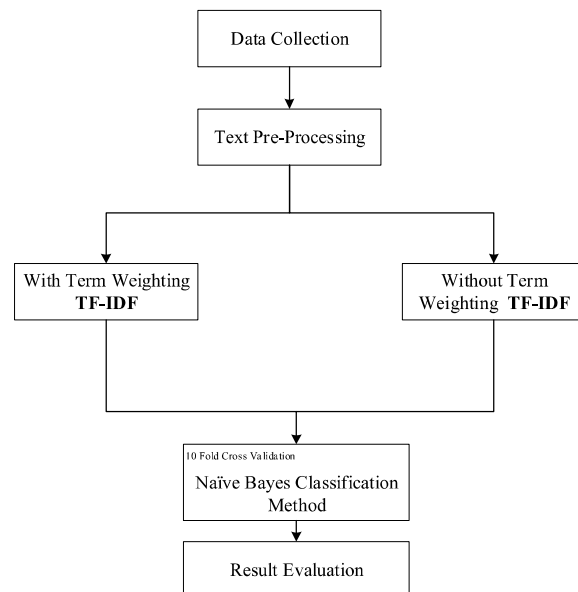 Data Collection
Text Pre-Processing
With Term Weighting
TF-IDF
Without Term
Weighting TF-IDF
10 Fold Cross Validation
Naïve Bayes Classification
Method
Result Evaluation